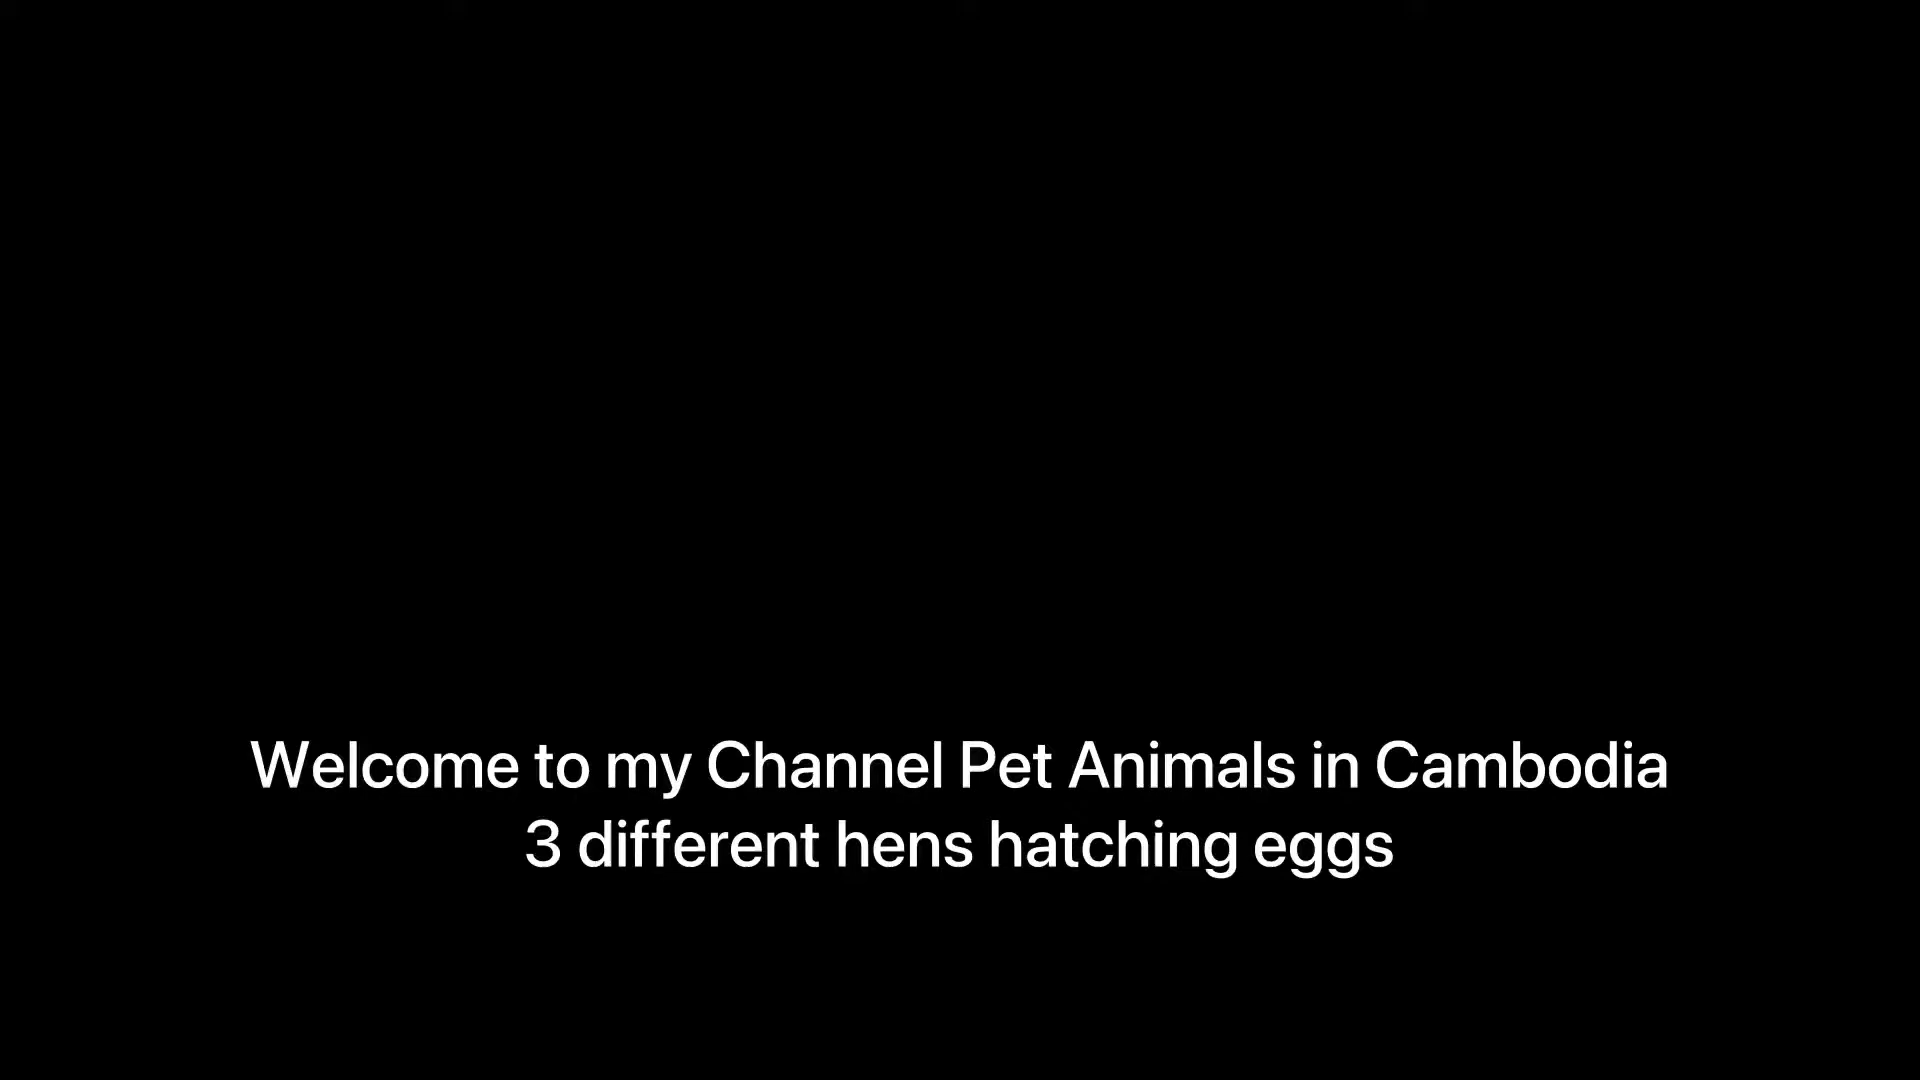 Welcome to my Channel Pet Animals in Cambodia
3 different hens hatching eggs